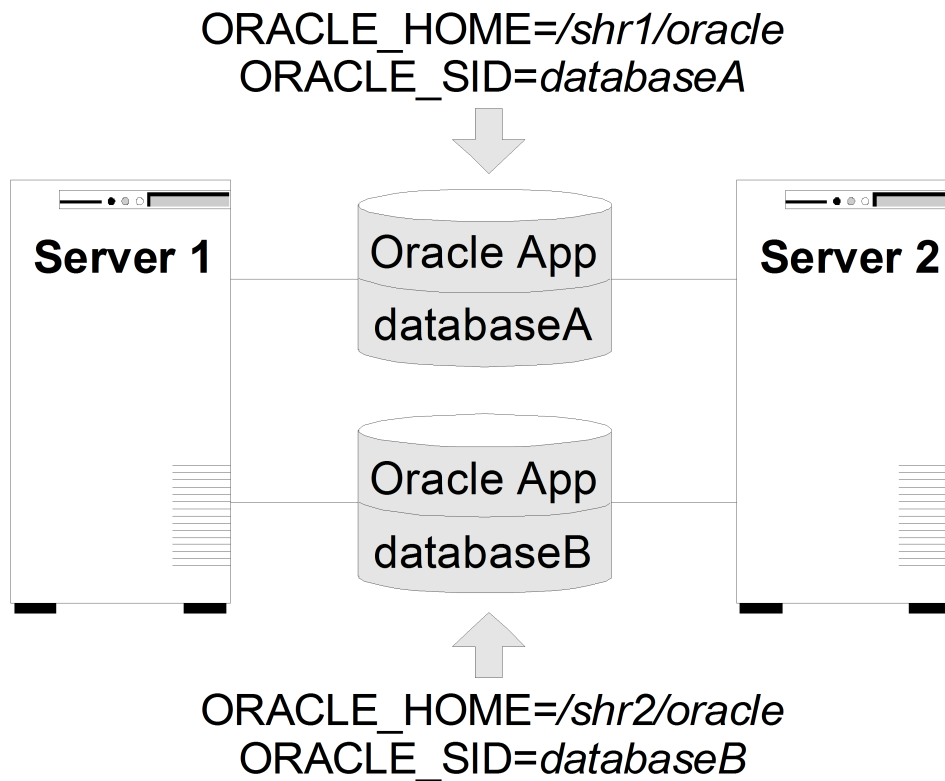 ORACLE_HOME=/shr1/oracle
ORACLE_SID=databaseA
Server 1
Oracle App
databaseA
Server 2
Oracle App
databaseB
ORACLE_HOME=/shr2/oracle
ORACLE_SID=databaseB